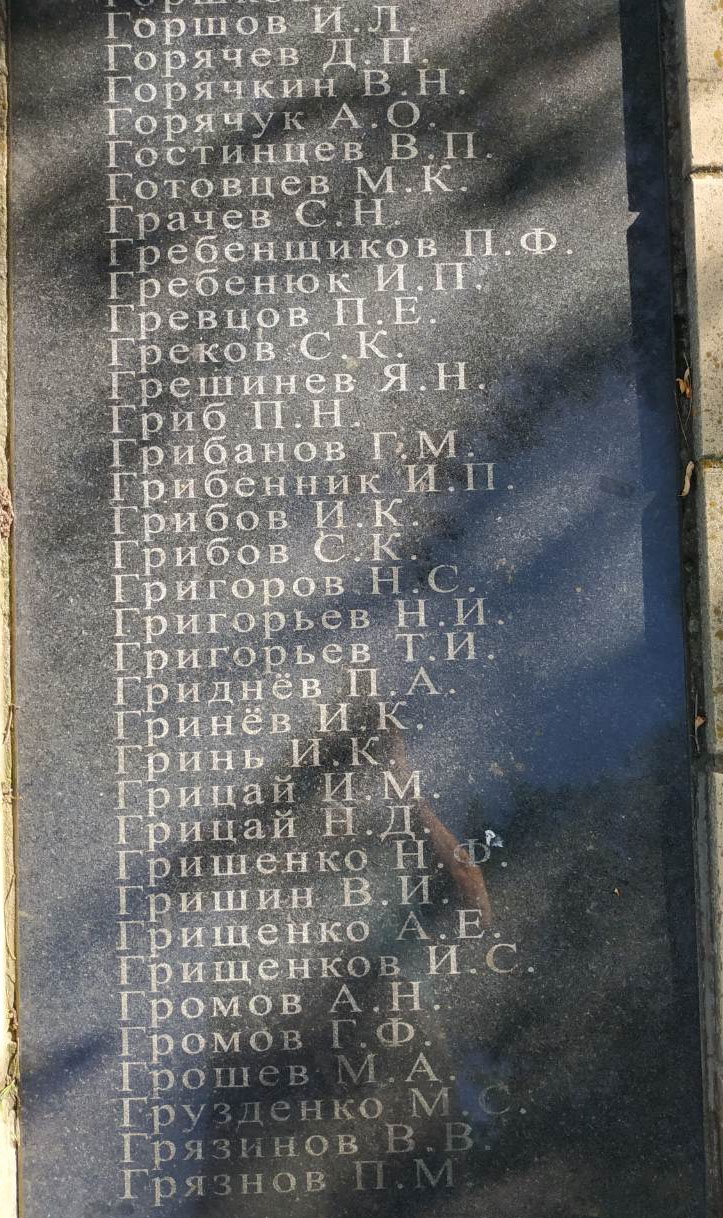 Горшов И.Л.
Горячев Д.П.
Горячкин В.Н.
Горячук А.О.
Гостинцев В.П.
Готовцев М.К.
Грачев С.Н.
Гребенщиков П.Ф.
Гребенюк И.П.
Гревцов П.Е.
Греков С.К.
Грешинев Я.Н.
Гриб П.Н.
Грибанов Г.М.
Грибенник И.П.
Грибов И.К.
Грибов С.К.
Григоров Н.С.
Григорьев Н.И.
Григорьев Т.И.
Гриднёв П.А.
Гринёв И.К.
Гринь И.К.
Грицай И.М.
Грицай Н.Д.
Гришенко Н.Ф.
Гришин В.И.
Грищенко А.Е.
Грищенков И.С.
Громов А.Н.
Громов Г.Ф.
Грошев М.А.
Грузденко М.С.
Грязинов В.В.
Грязнов П.М.